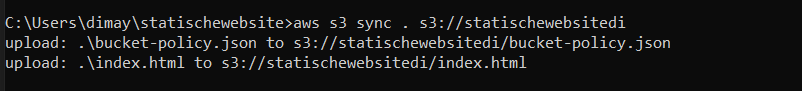 C:\Users\dimay\statischewebsite>aws s3 sync . s3://statischewebsitedi
upload: .\bucket-policy.json to s3://statischewebsitedi/bucket-policy.json
upload: .\index.html to s3://statischewebsitedi/index.html